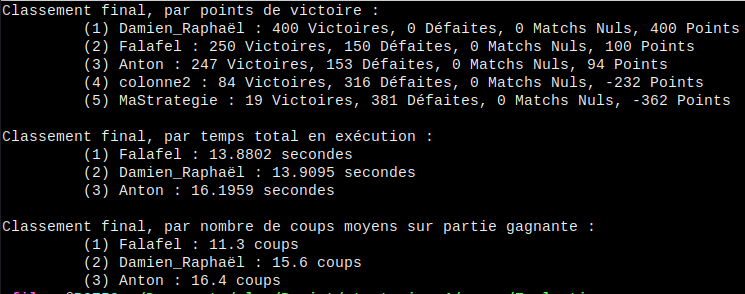 Classement final, par points de victoire :
(1) Damien_Raphaël : 400 Victoires, 0 Défaites, 0 Matchs Nuls, 400 Points
(2) Falafel : 250 Victoires, 150 Défaites, 0 Matchs Nuls, 100 Points
(3) Anton : 247 Victoires, 153 Défaites, 0 Matchs Nuls, 94 Points
(4) colonne2 : 84 Victoires, 316 Défaites, 0 Matchs Nuls, -232 Points
(5) MaStrategie : 19 Victoires, 381 Défaites, 0 Matchs Nuls, -362 Points
Classement final, par temps total en exécution :
(1) Falafel : 13.8802 secondes
(2) Damien_Raphaël : 13.9095 secondes
(3) Anton : 16.1959 secondes
Classement final, par nombre de coups moyens sur partie gagnante :
(1) Falafel : 11.3 coups
(2) Damien_Raphaël : 15.6 coups
(3) Anton : 16.4 coups